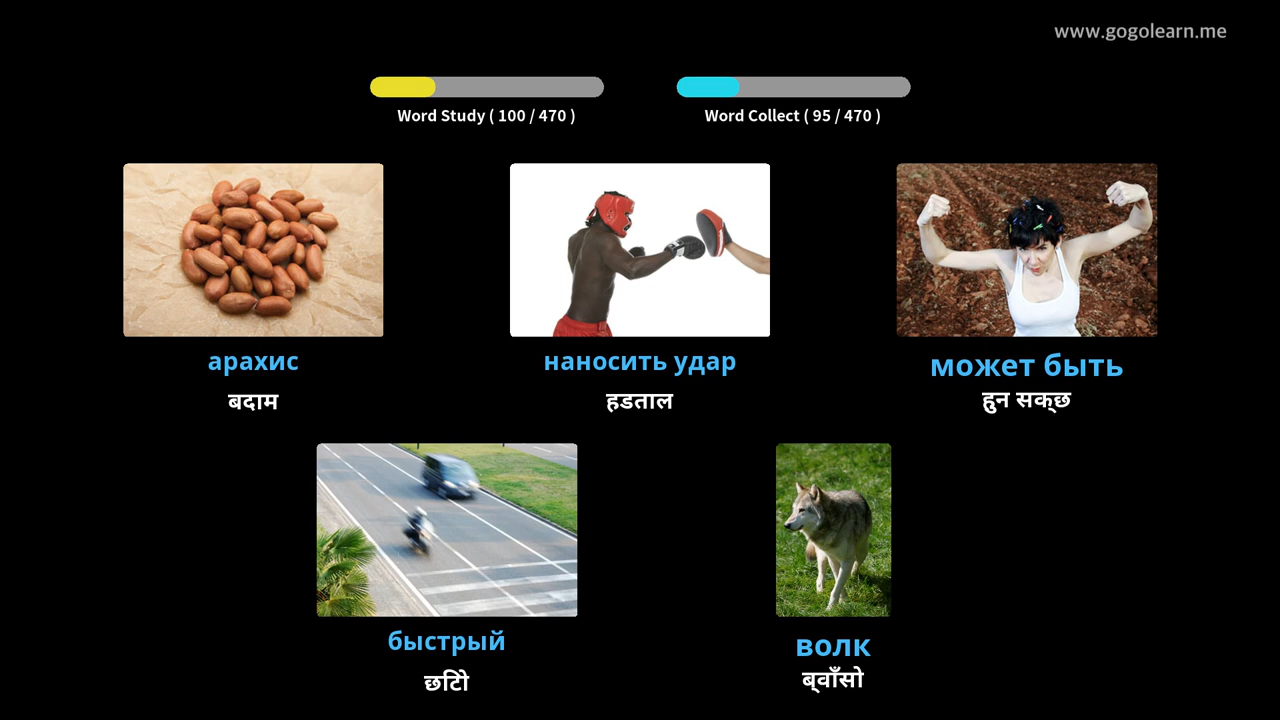 www.gogolearn.me
Word Study ( 100 / 470 )
Word Collect ( 95 / 470 )
арахис
बदाम
наносить удар
हडताल
может быть
हुन सक्छ
быстрый
छिटो
волк
ब्वाँसो